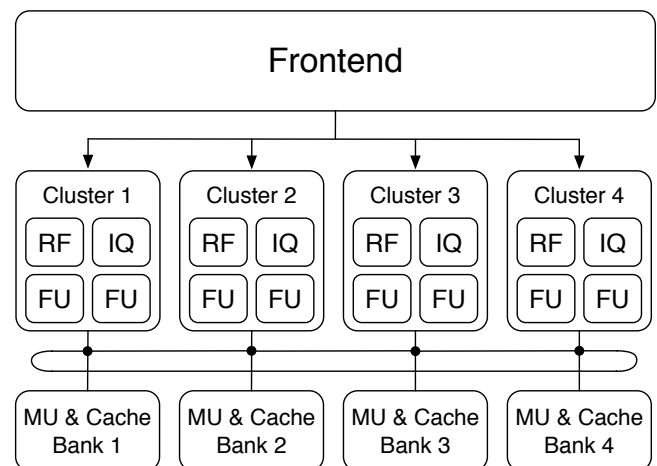 Frontend
Cluster 1
Cluster 2
Cluster 3
Cluster 4
RF IQ
RF IQ
RF IQ
RF IQ
FU FU
FU FU
FU FU
FU FU
MU & Cache
Bank 1
MU & Cache
Bank 2
MU & Cache
Bank 3
MU & Cache
Bank 4